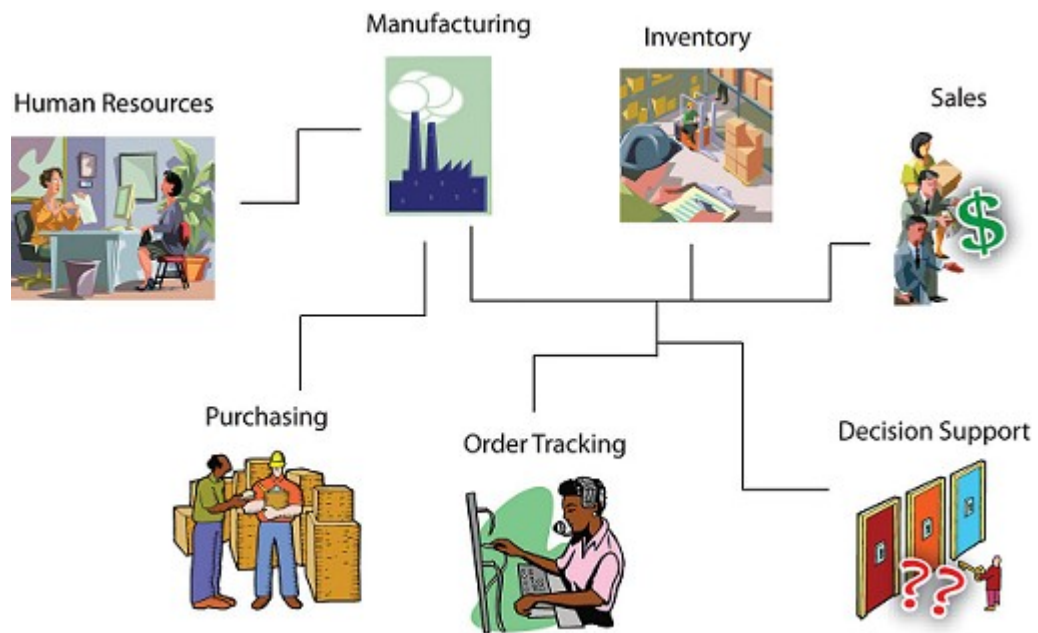 Manufacturing
Inventory
Human Resources
Sales
$
Purchasing
Order Tracking
Decision Support
??